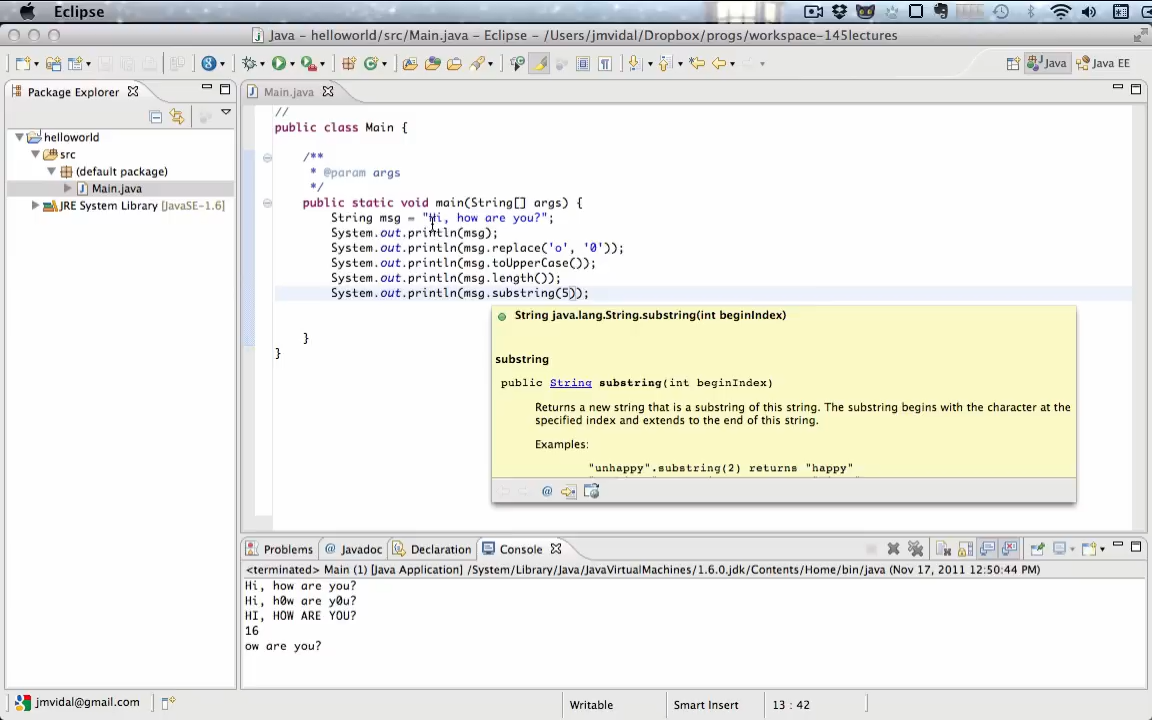 Eclipse
Java - helloworld/src/Main.java - Eclipse - /Users/jmvidal/Dropbox/progs/workspace-145lectures
Java
Java EE
Package Explorer
helloworld
src
(default package)
Main.java
JRE System Library [JavaSE-1.6]
Main.java
//
public class Main {
/**
* @param args
*/
public static void main(String[] args) {
String msg = "Hi, how are you?";
System.out.println(msg);
System.out.println(msg.replace('o', '0'));
System.out.println(msg.toUpperCase());
System.out.println(msg.length());
System.out.println(msg.substring(5));
}
}
String java.lang.String.substring(int beginIndex)
substring
public String substring(int beginIndex)
Returns a new string that is a substring of this string. The substring begins with the character at the
specified index and extends to the end of this string.
Examples:
"unhappy".substring(2) returns "happy"
Problems
Javadoc
Declaration
Console
<terminated> Main (1) [Java Application] /System/Library/Java/JavaVirtualMachines/1.6.0.jdk/Contents/Home/bin/java (Nov 17, 2011 12:50:44 PM)
Hi, how are you?
Hi, h0w are y0u?
HI, HOW ARE YOU?
16
ow are you?
jmvidal@gmail.com
Writable
Smart Insert
13 : 42